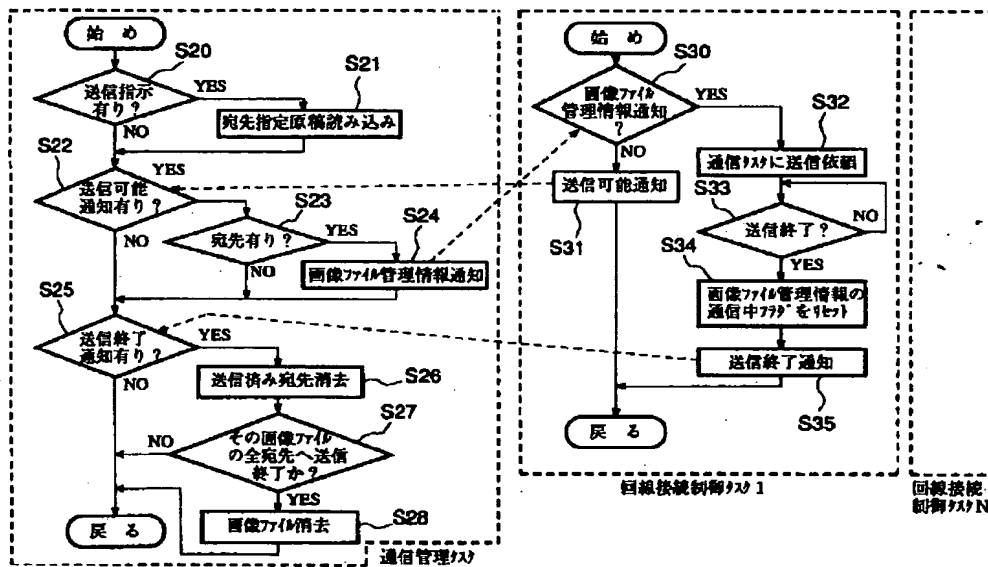 始め
S20
送信指示
有り?
YES
S21
宛先指定原稿読み込み
NO
S22
YES
送信可能
通知有り?
S23
NO
宛先有り?
YES
S24
NO
画像ファイル管理情報通知
S25
送信終了
通知有り?
YES
NO
送信済み宛先消去
S26
S27
NO
その画像ファイル
の全宛先へ送信
終了か?
YES
画像ファイル消去
S28
戻る
通信管理タスク
始め
S30
画像ファイル
管理情報通知
?
YES
S32
NO
通信タスクに送信依頼
送信可能通知
S31
S33
送信終了?
NO
S34
YES
画像ファイル管理情報の
通信中フラグをリセット
送信終了通知
S35
戻る
回線接続制御タスク1
回線接続
制御タスクN